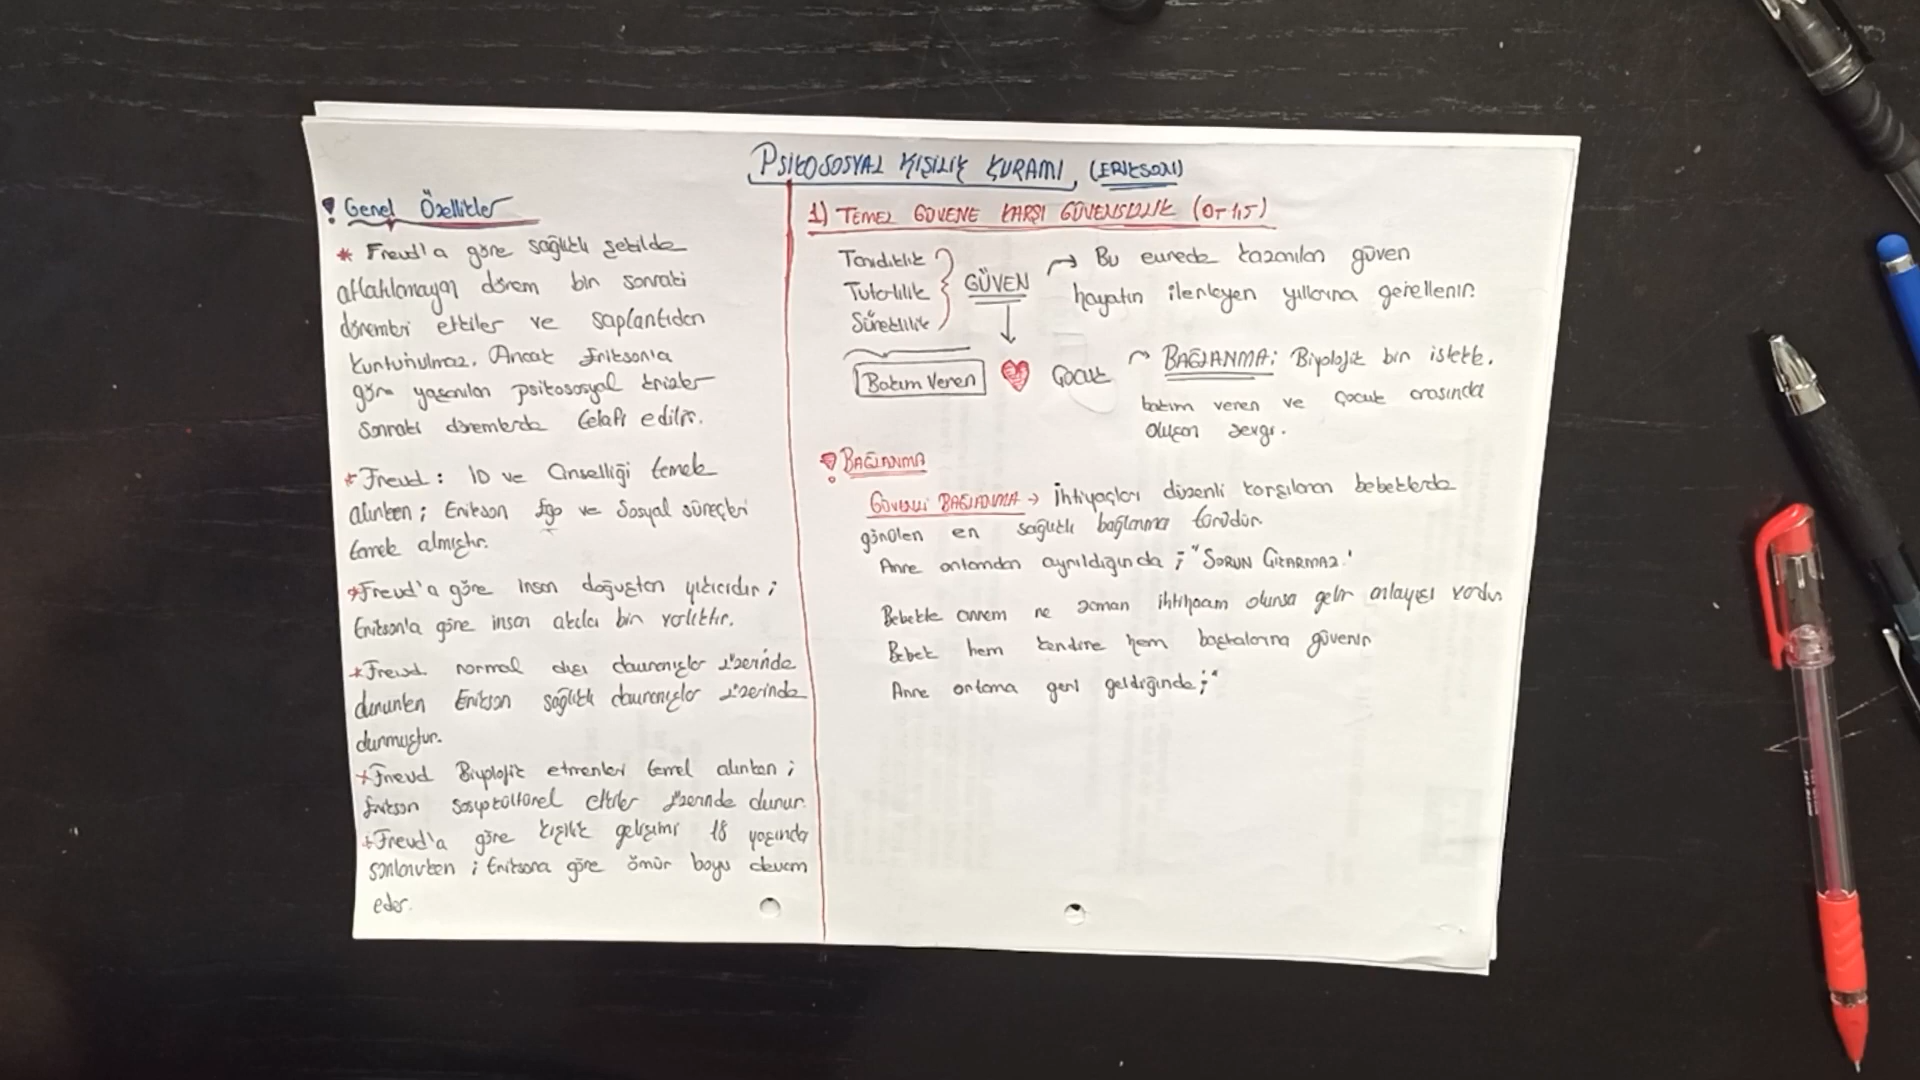 PSİKOSOSYAL KİŞİLİK KURAMI (ERİKSON)
! Genel Özellikler
* Freud'a göre sağlıklı şekilde
atlatılamayan dönem bir sonraki
dönemleri etkiler ve saplantıdan
kurtunulmaz. Ancak Erikson'a
göre yaşanılan psikososyal krizler
sonraki dönemlerde telafi edilir.
* Freud: ID ve Cinselliği temele
alırken; Erikson Ego ve Sosyal süreçleri
temele almıştır.
* Freud'a göre insan doğuştan yıkıcıdır;
Erikson'a göre insan akılcı bir varlıktır.
* Freud normal dışı davranışlar üzerinde
dururken Erikson sağlıklı davranışlar üzerinde
durmuştur.
* Freud Biyolojik etmenleri temel alırken;
Erikson sosyokültürel etkiler üzerinde durur.
* Freud'a göre kişilik gelişimi 18 yaşında
sonlanırken; Eriksona göre ömür boyu devam
eder.
1) TEMEL GÜVENE KARŞI GÜVENSİZLİK (0-1,5)
Tanıdıklık
Tutarlılık
Süreklilik
GÜVEN
→ Bu evrede kazanılan güven
hayatın ilerleyen yıllarına genellenir.
Bakım Veren ♥ Çocuk
BAĞLANMA: Biyolojik bir istekle.
bakım veren ve çocuk arasında
oluşan sevgi.
! BAĞLANMA
GÜVENLİ BAĞLANMA → İhtiyaçları düzenli karşılanan bebeklerde
görülen en sağlıklı bağlanma türüdür.
Anne ortamdan ayrıldığında; "SORUN ÇIKARMAZ."
Bebekte annem ne zaman ihtihacım olursa gelir anlayışı vardır
Bebek hem kendine hem başkalarına güvenir
Anne ortama geri geldiğinde;"